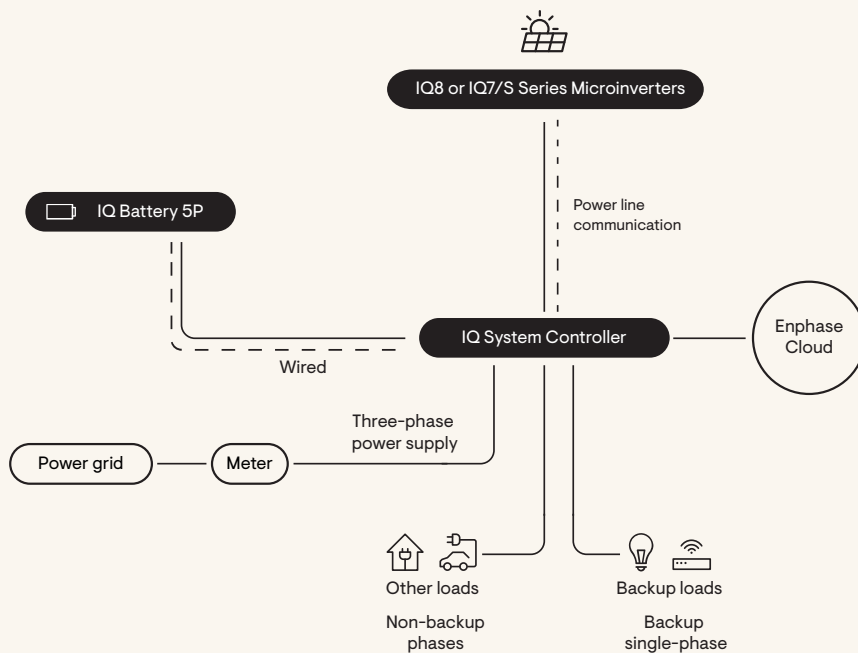 IQ8 or IQ7/S Series Microinverters
IQ Battery 5P
Power line
communication
Enphase
Cloud
IQ System Controller
Wired
Three-phase
power supply
Power grid
Meter
Other loads
Backup loads
Non-backup
phases
Backup
single-phase